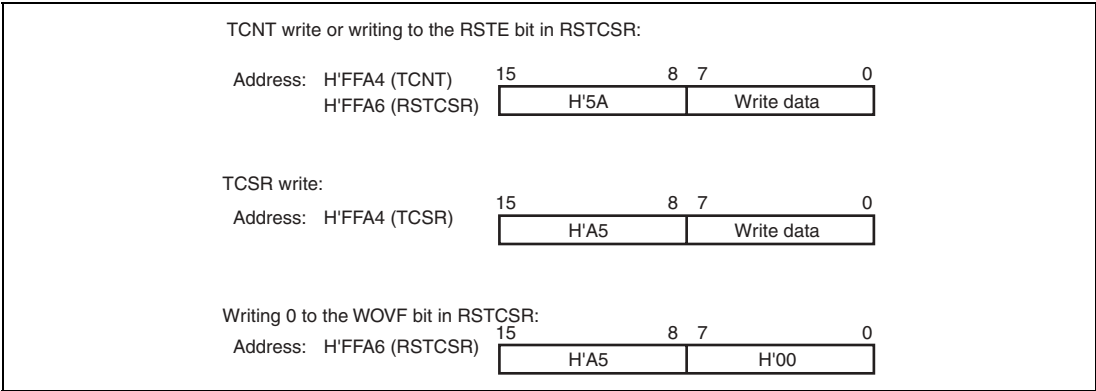 TCNT write or writing to the RSTE bit in RSTCSR:
15 8 7 0
Address: H'FFA4 (TCNT)
H'FFA6 (RSTCSR)
H'5A Write data
TCSR write:
15 8 7 0
Address: H'FFA4 (TCSR)
H'A5 Write data
Writing 0 to the WOVF bit in RSTCSR:
15 8 7 0
Address: H'FFA6 (RSTCSR)
H'A5 H'00